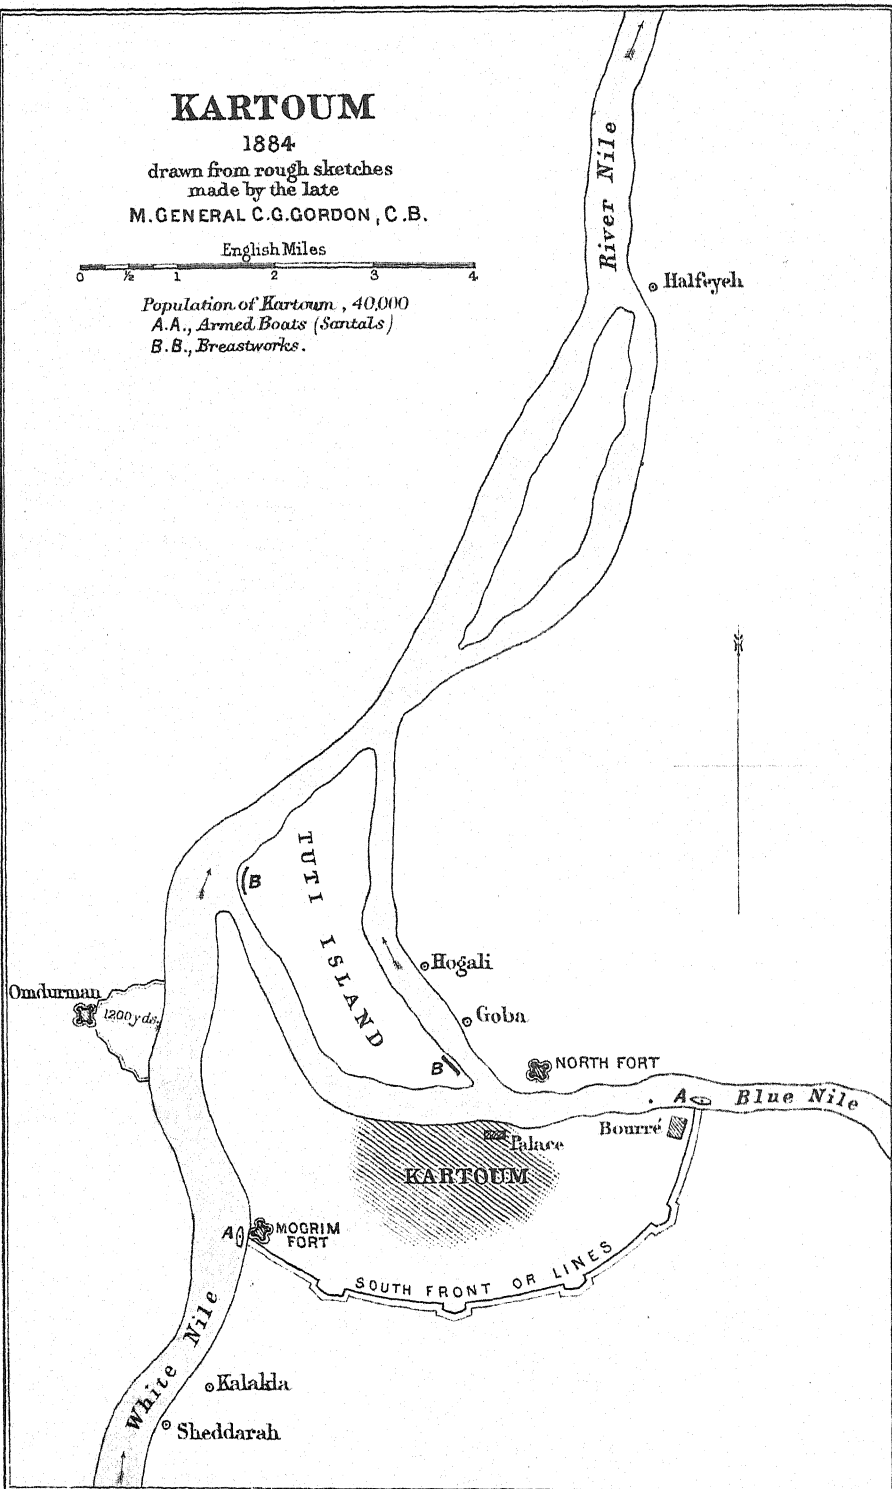 KARTOUM
1884
drawn from rough sketches
made by the late
M.GENERAL C.G.GORDON, C.B.
English Miles
0 ½ 1 2 3 4
Population of Kartoum, 40,000
A.A., Armed Boats (Santals)
B.B., Breastworks.
River Nile
Halfeyeh
TUTI ISLAND
B
Hogali
Omdurman
1200 yds.
Goba
B
NORTH FORT
A
Blue Nile
Bourré
Palace
KARTOUM
A
MOGRIM
FORT
SOUTH FRONT OR LINES
White Nile
Kalakla
Sheddarah